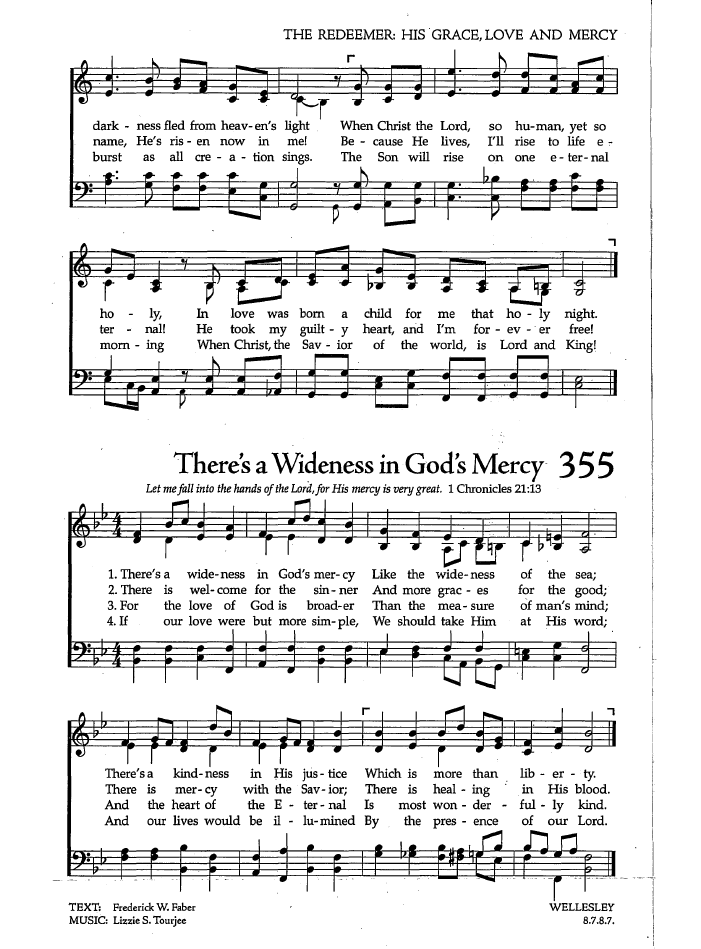 THE REDEEMER: HIS GRACE, LOVE AND MERCY
dark - ness fled from heav-en's light When Christ the Lord, so hu-man, yet so
name, He's ris - en now in me! Be - cause He lives, I'll rise to life e -
burst as all cre - a - tion sings. The Son will rise on one e-ter-nal
ho - ly, In love was born a child for me that ho - ly night.
ter - nal! He took my guilt - y heart, and I'm for - ev - er free!
morn - ing When Christ, the Sav - ior of the world, is Lord and King!
There's a Wideness in God's Mercy 355
Let me fall into the hands of the Lord, for His mercy is very great. 1 Chronicles 21:13
1. There's a wide-ness in God's mer-cy Like the wide-ness of the sea;
2. There is wel-come for the sin-ner And more grac - es for the good;
3. For the love of God is broad-er Than the mea-sure of man's mind;
4. If our love were but more sim-ple, We should take Him at His word;
There's a kind-ness in His jus-tice Which is more than lib - er - ty.
There is mer-cy with the Sav-ior; There is heal-ing in His blood.
And the heart of the E - ter-nal Is most won-der - ful-ly kind.
And our lives would be il - lu-mined By the pres-ence of our Lord.
TEXT: Frederick W. Faber WELLESLEY
MUSIC: Lizzie S. Tourjee 8.7.8.7.